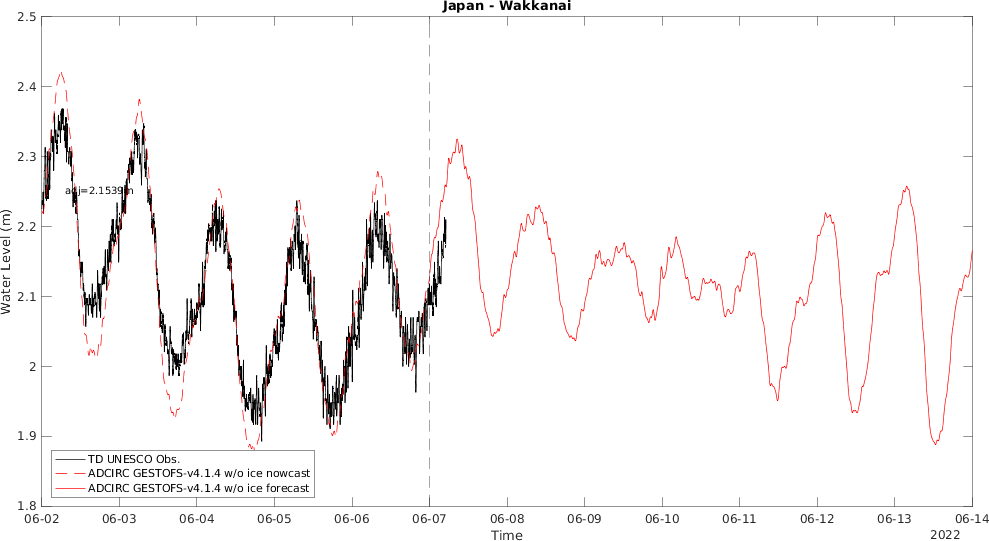 Japan - Wakkanai
2.5
2.4
2.3
2.2
2.1
2
1.9
1.8
Water Level (m)
adj=2.1539m
TD UNESCO Obs.
ADCIRC GESTOFS-v4.1.4 w/o ice nowcast
ADCIRC GESTOFS-v4.1.4 w/o ice forecast
06-02 06-03 06-04 06-05 06-06 06-07 06-08 06-09 06-10 06-11 06-12 06-13 06-14
Time
2022